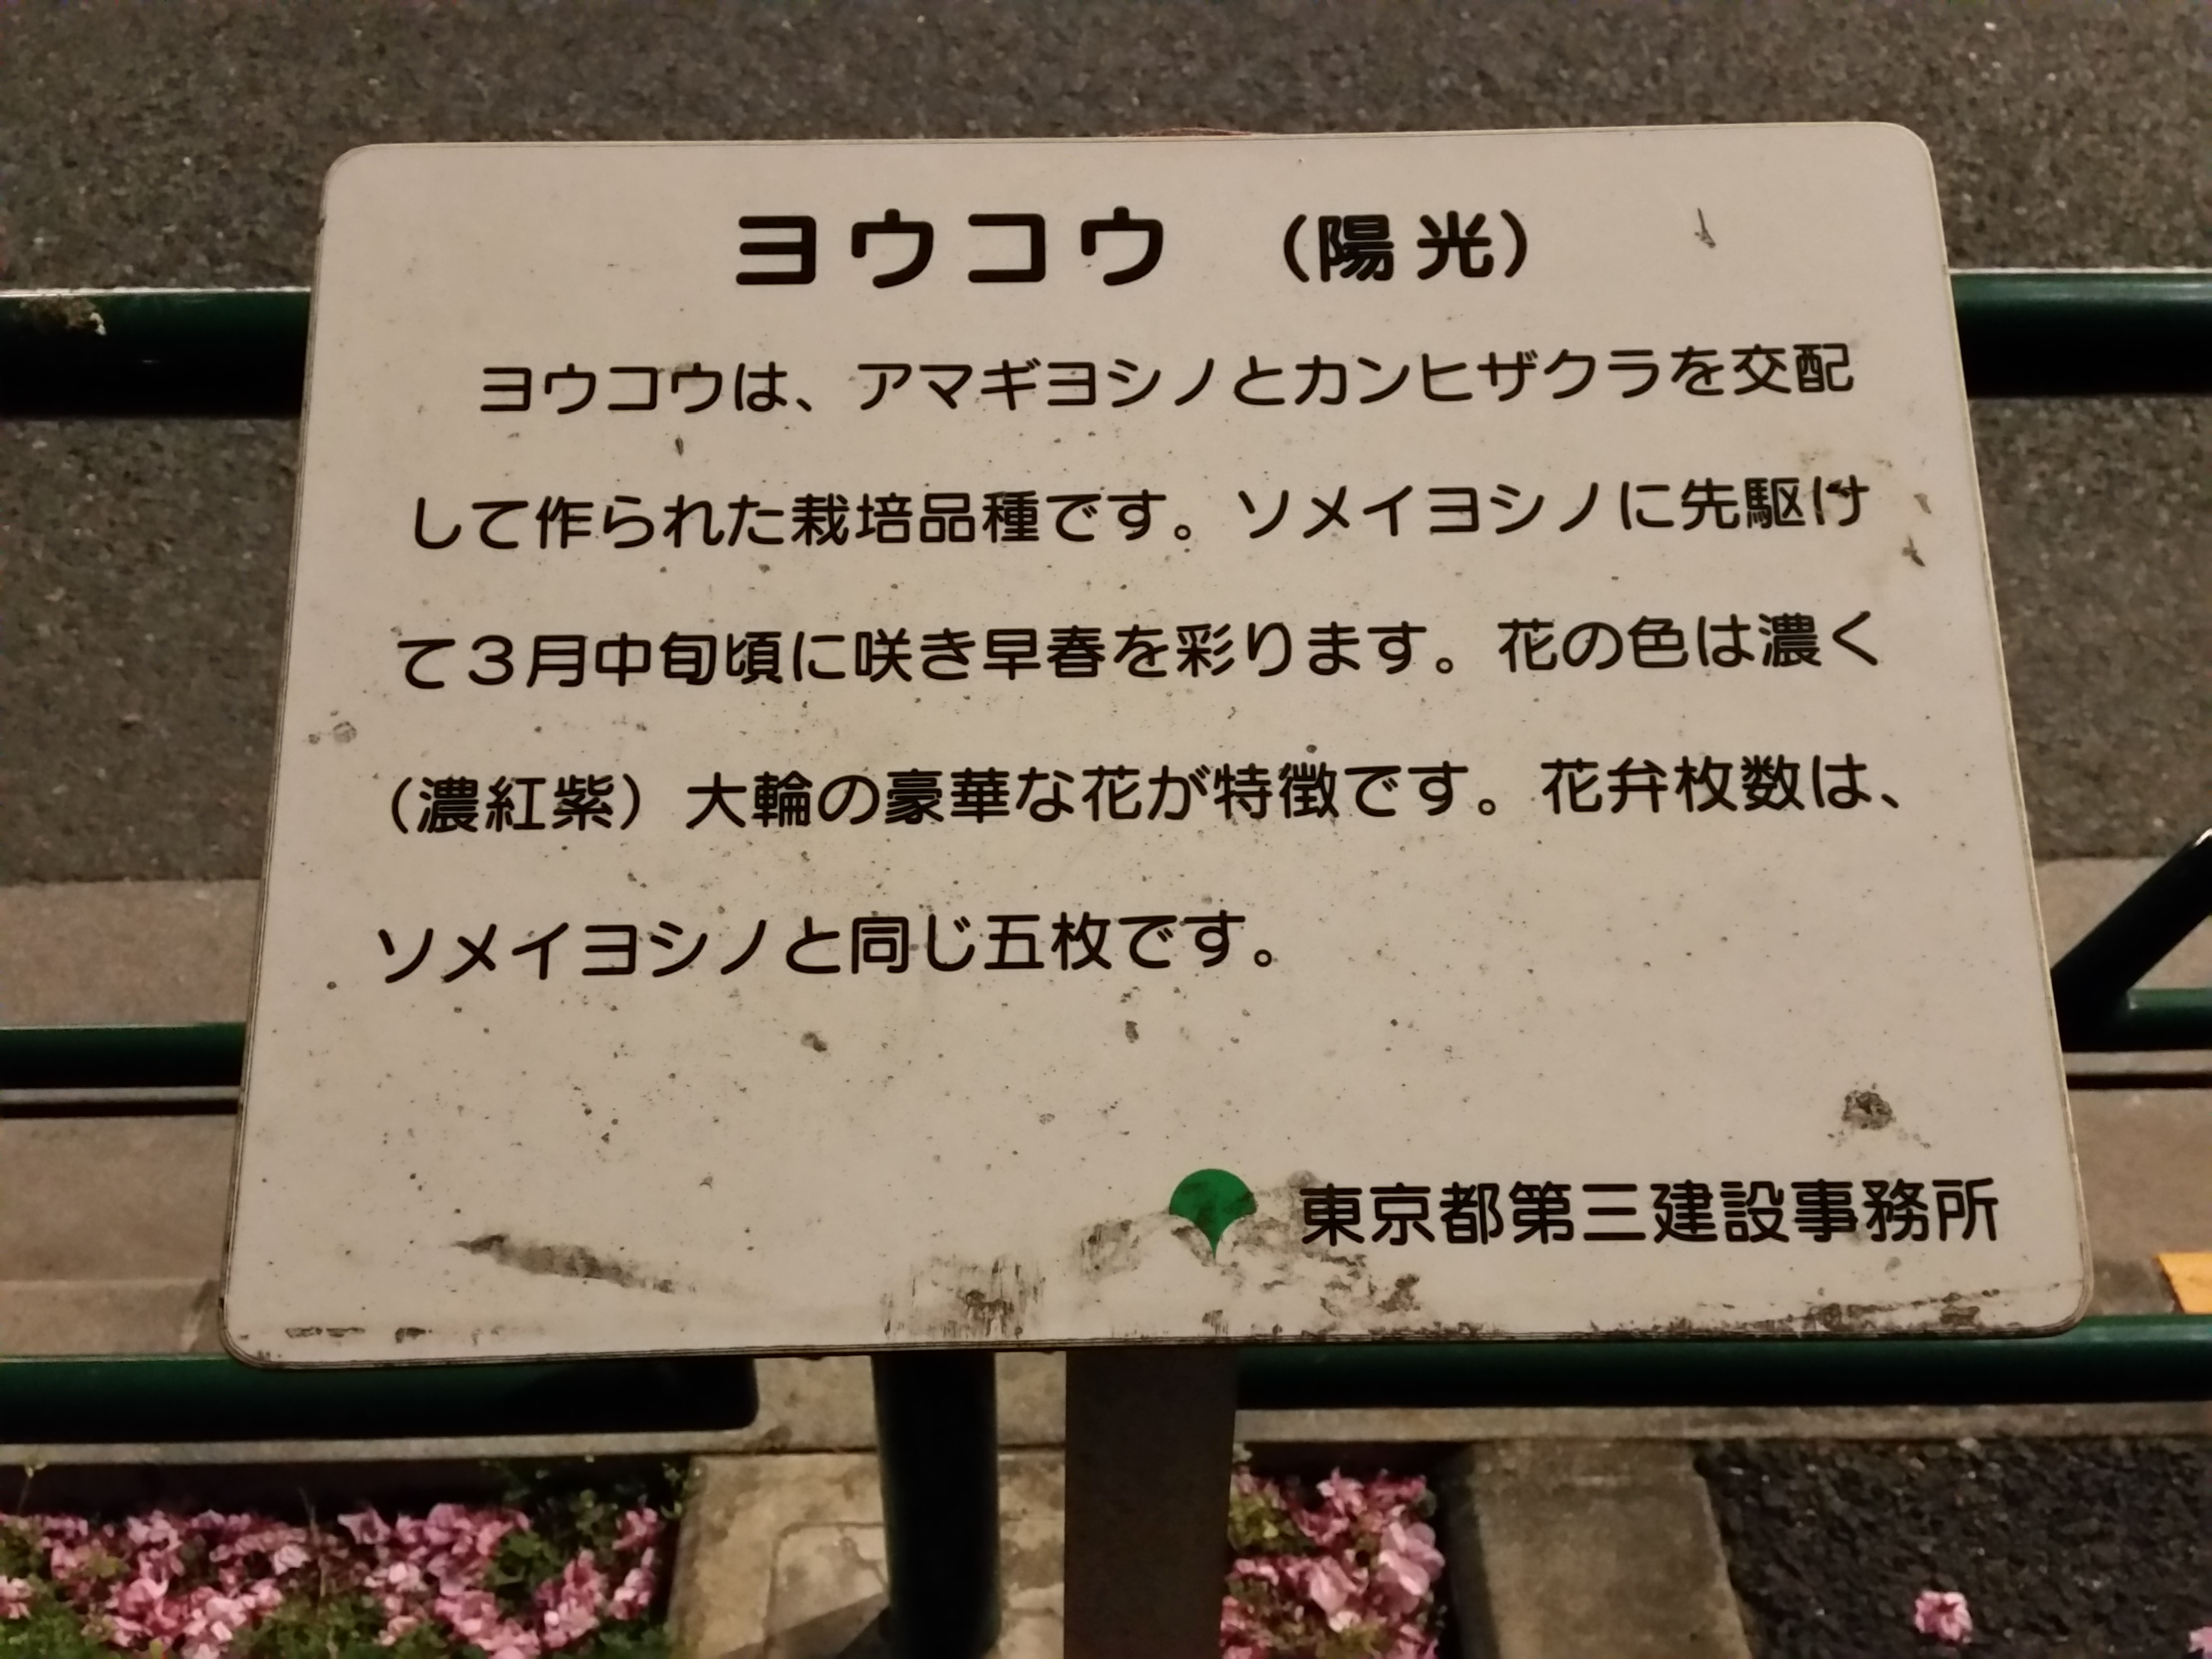 ヨウコウ （陽光）
ヨウコウは、アマギヨシノとカンヒザクラを交配
して作られた栽培品種です。ソメイヨシノに先駆け
て３月中旬頃に咲き早春を彩ります。花の色は濃く
（濃紅紫）大輪の豪華な花が特徴です。花弁枚数は、
ソメイヨシノと同じ五枚です。
東京都第三建設事務所